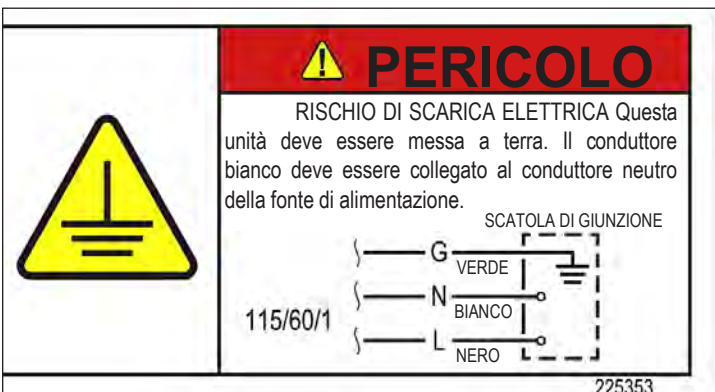 PERICOLO
RISCHIO DI SCARICA ELETTRICA Questa
unità deve essere messa a terra. Il conduttore
bianco deve essere collegato al conduttore neutro
della fonte di alimentazione.
SCATOLA DI GIUNZIONE
G
VERDE
115/60/1
N
BIANCO
L
NERO
225353